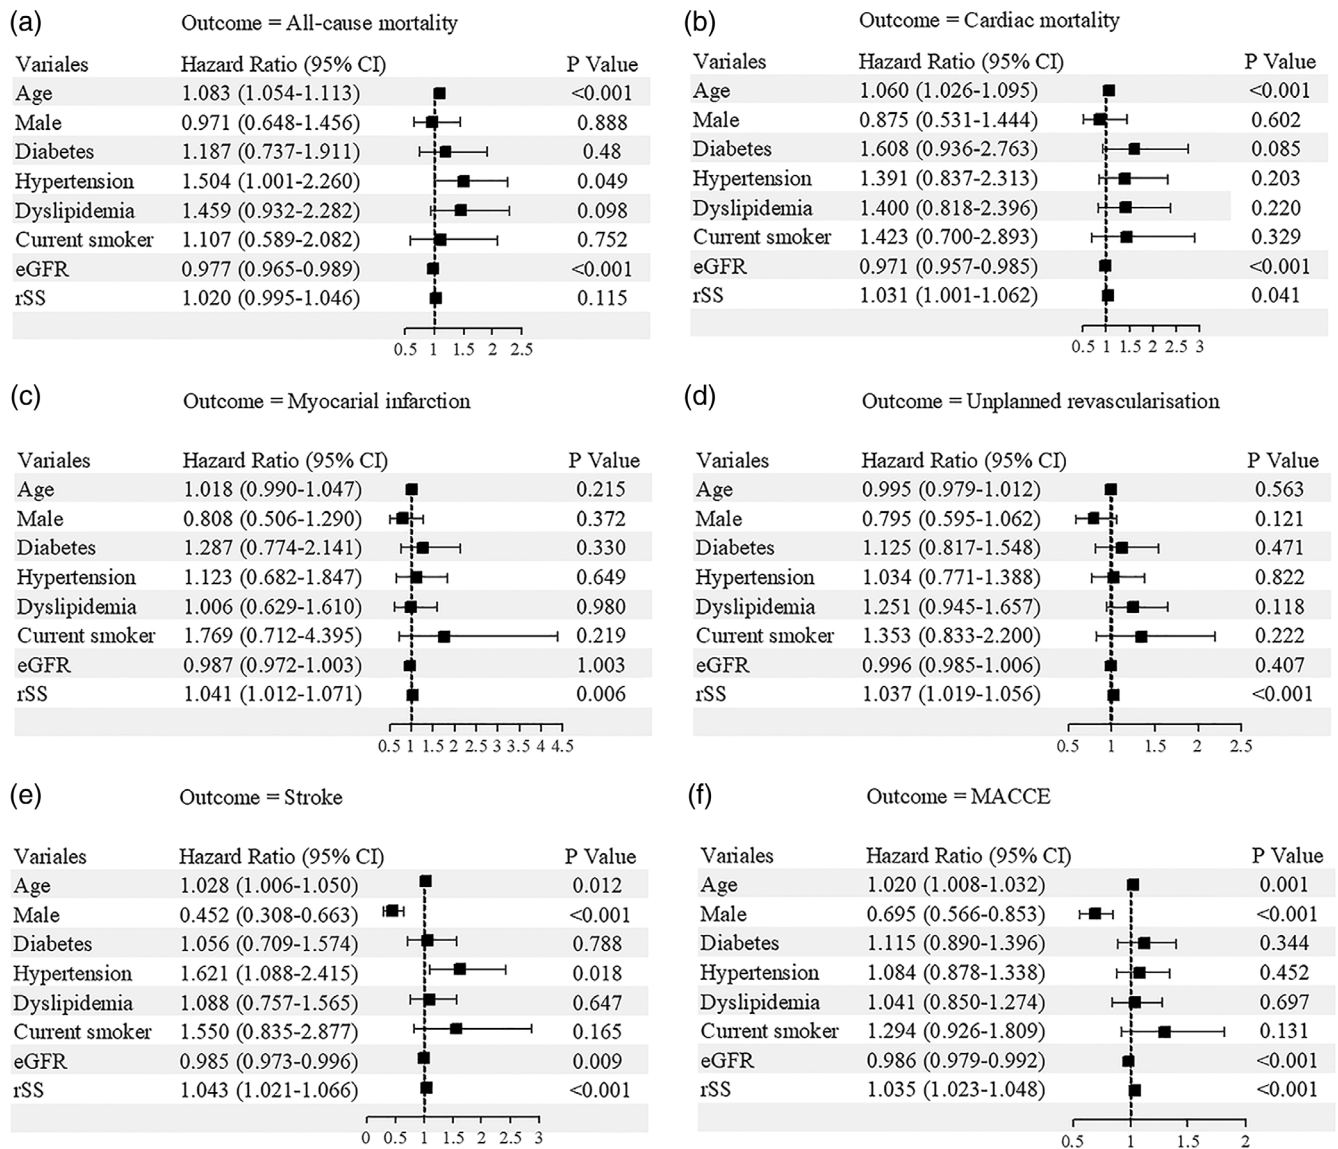 (a) Outcome = All-cause mortality
Variales Hazard Ratio (95% CI) P Value
Age 1.083 (1.054-1.113) <0.001
Male 0.971 (0.648-1.456) 0.888
Diabetes 1.187 (0.737-1.911) 0.48
Hypertension 1.504 (1.001-2.260) 0.049
Dyslipidemia 1.459 (0.932-2.282) 0.098
Current smoker 1.107 (0.589-2.082) 0.752
eGFR 0.977 (0.965-0.989) <0.001
rSS 1.020 (0.995-1.046) 0.115
0.5 1 1.5 2 2.5
(b) Outcome = Cardiac mortality
Variales Hazard Ratio (95% CI) P Value
Age 1.060 (1.026-1.095) <0.001
Male 0.875 (0.531-1.444) 0.602
Diabetes 1.608 (0.936-2.763) 0.085
Hypertension 1.391 (0.837-2.313) 0.203
Dyslipidemia 1.400 (0.818-2.396) 0.220
Current smoker 1.423 (0.700-2.893) 0.329
eGFR 0.971 (0.957-0.985) <0.001
rSS 1.031 (1.001-1.062) 0.041
0.5 1 1.5 2 2.5 3
(c) Outcome = Myocarial infarction
Variales Hazard Ratio (95% CI) P Value
Age 1.018 (0.990-1.047) 0.215
Male 0.808 (0.506-1.290) 0.372
Diabetes 1.287 (0.774-2.141) 0.330
Hypertension 1.123 (0.682-1.847) 0.649
Dyslipidemia 1.006 (0.629-1.610) 0.980
Current smoker 1.769 (0.712-4.395) 0.219
eGFR 0.987 (0.972-1.003) 1.003
rSS 1.041 (1.012-1.071) 0.006
0.5 1 1.5 2 2.5 3 3.5 4 4.5
(d) Outcome = Unplanned revascularisation
Variales Hazard Ratio (95% CI) P Value
Age 0.995 (0.979-1.012) 0.563
Male 0.795 (0.595-1.062) 0.121
Diabetes 1.125 (0.817-1.548) 0.471
Hypertension 1.034 (0.771-1.388) 0.822
Dyslipidemia 1.251 (0.945-1.657) 0.118
Current smoker 1.353 (0.833-2.200) 0.222
eGFR 0.996 (0.985-1.006) 0.407
rSS 1.037 (1.019-1.056) <0.001
0.5 1 1.5 2 2.5
(e) Outcome = Stroke
Variales Hazard Ratio (95% CI) P Value
Age 1.028 (1.006-1.050) 0.012
Male 0.452 (0.308-0.663) <0.001
Diabetes 1.056 (0.709-1.574) 0.788
Hypertension 1.621 (1.088-2.415) 0.018
Dyslipidemia 1.088 (0.757-1.565) 0.647
Current smoker 1.550 (0.835-2.877) 0.165
eGFR 0.985 (0.973-0.996) 0.009
rSS 1.043 (1.021-1.066) <0.001
0 0.5 1 1.5 2 2.5 3
(f) Outcome = MACCE
Variales Hazard Ratio (95% CI) P Value
Age 1.020 (1.008-1.032) 0.001
Male 0.695 (0.566-0.853) <0.001
Diabetes 1.115 (0.890-1.396) 0.344
Hypertension 1.084 (0.878-1.338) 0.452
Dyslipidemia 1.041 (0.850-1.274) 0.697
Current smoker 1.294 (0.926-1.809) 0.131
eGFR 0.986 (0.979-0.992) <0.001
rSS 1.035 (1.023-1.048) <0.001
0.5 1 1.5 2